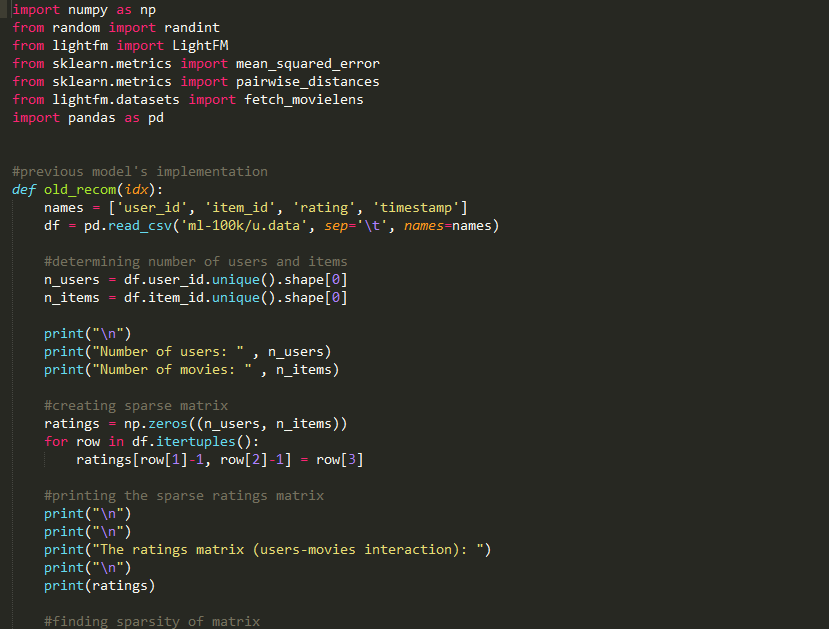 import numpy as np
from random import randint
from lightfm import LightFM
from sklearn.metrics import mean_squared_error
from sklearn.metrics import pairwise_distances
from lightfm.datasets import fetch_movielens
import pandas as pd
#previous model's implementation
def old_recom(idx):
    names = ['user_id', 'item_id', 'rating', 'timestamp']
    df = pd.read_csv('ml-100k/u.data', sep='\t', names=names)
    #determining number of users and items
    n_users = df.user_id.unique().shape[0]
    n_items = df.item_id.unique().shape[0]
    print("\n")
    print("Number of users: " , n_users)
    print("Number of movies: " , n_items)
    #creating sparse matrix
    ratings = np.zeros((n_users, n_items))
    for row in df.itertuples():
        ratings[row[1]-1, row[2]-1] = row[3]
    #printing the sparse ratings matrix
    print("\n")
    print("\n")
    print("The ratings matrix (users-movies interaction): ")
    print("\n")
    print(ratings)
    #finding sparsity of matrix